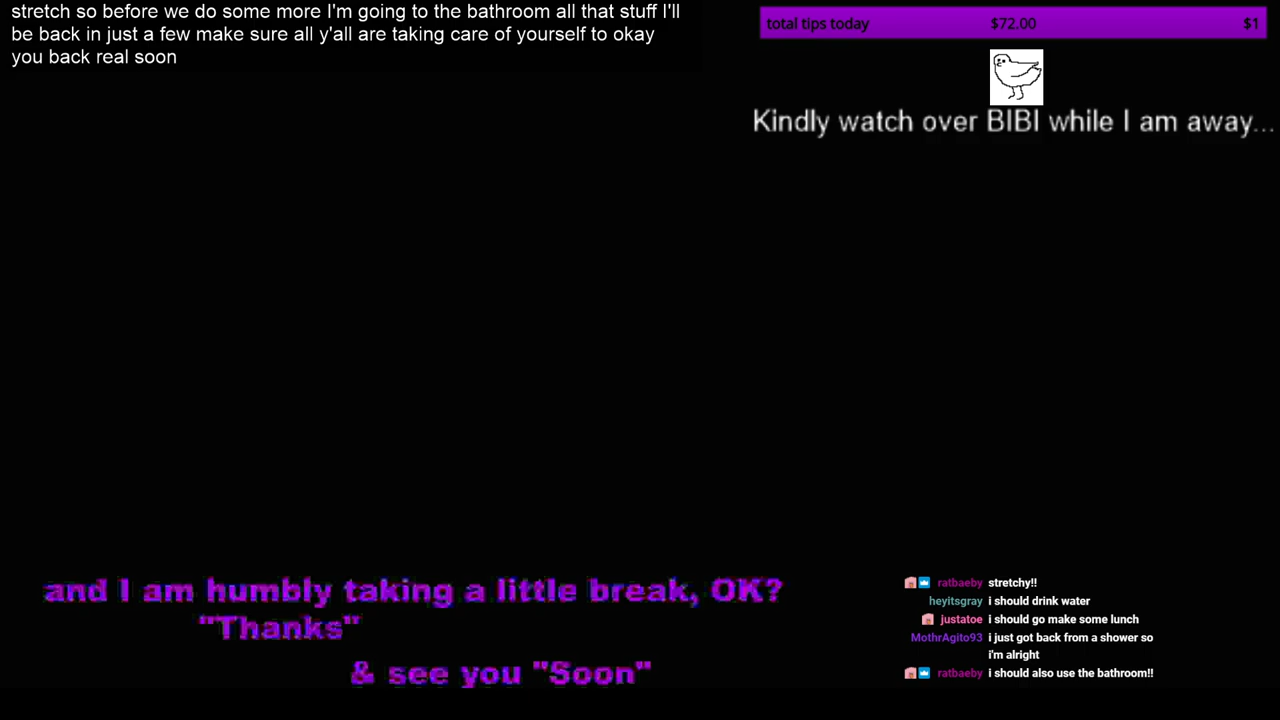 stretch so before we do some more I'm going to the bathroom all that stuff I'll
be back in just a few make sure all y'all are taking care of yourself to okay
you back real soon
total tips today $72.00 $1
Kindly watch over BIBI while I am away...
and I am humbly taking a little break, OK?
"Thanks"
& see you "Soon"
ratbaeby stretchy!!
heyitsgray i should drink water
justatoe i should go make some lunch
MothrAgito93 i just got back from a shower so
i'm alright
ratbaeby i should also use the bathroom!!